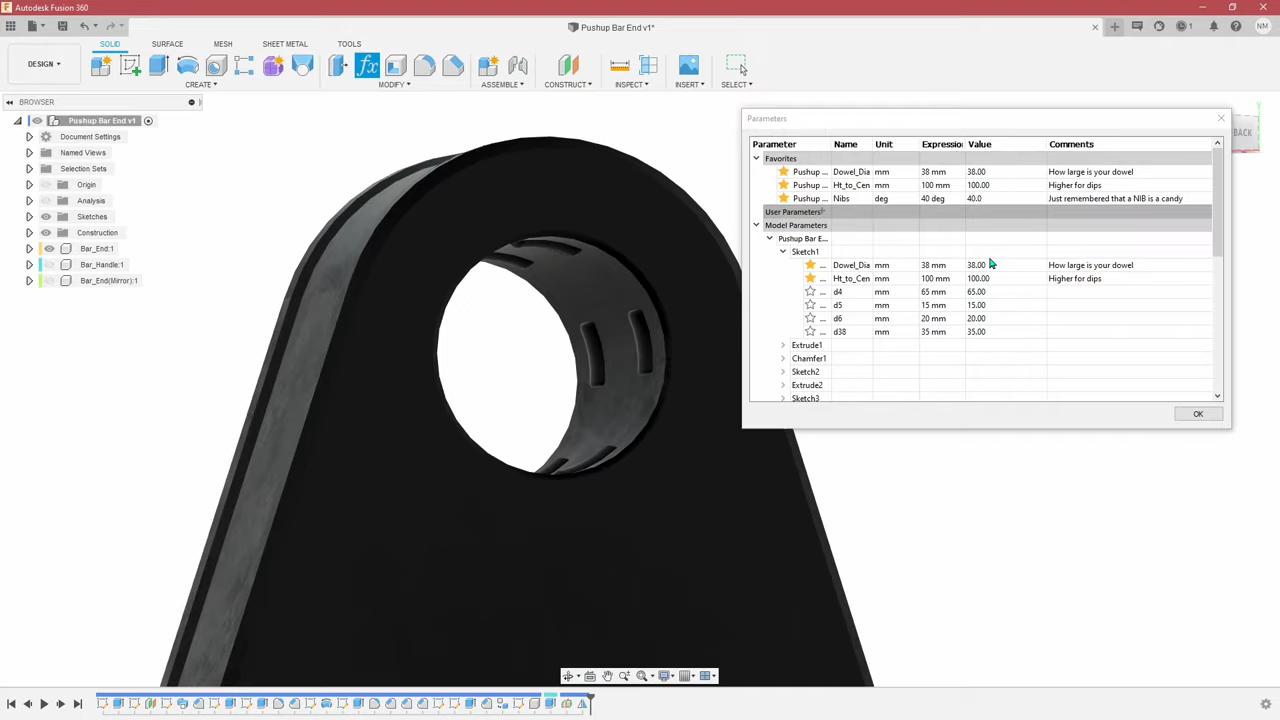 Autodesk Fusion 360
Pushup Bar End v1*
NM
SOLID SURFACE MESH SHEET METAL TOOLS
DESIGN
fx
CREATE MODIFY ASSEMBLY CONSTRUCT INSPECT INSERT SELECT
BROWSER
Pushup Bar End v1
Document Settings
Named Views
Selection Sets
Origin
Analysis
Sketches
Construction
Bar_End:1
Bar_Handle:1
Bar_End(Mirror):1
BACK
Parameters
Parameter Name Unit Expressio Value Comments
Favorites
Pushup ... Dowel_Dia mm 38 mm 38.00 How large is your dowel
Pushup ... Ht_to_Cen mm 100 mm 100.00 Higher for dips
Pushup ... Nibs deg 40 deg 40.0 Just remembered that a NIB is a candy
User Parameters
Model Parameters
Pushup Bar E...
Sketch1
... Dowel_Dia mm 38 mm 38.00 How large is your dowel
... Ht_to_Cen mm 100 mm 100.00 Higher for dips
... d4 mm 65 mm 65.00
... d5 mm 15 mm 15.00
... d6 mm 20 mm 20.00
... d38 mm 35 mm 35.00
Extrude1
Chamfer1
Sketch2
Extrude2
Sketch3
OK